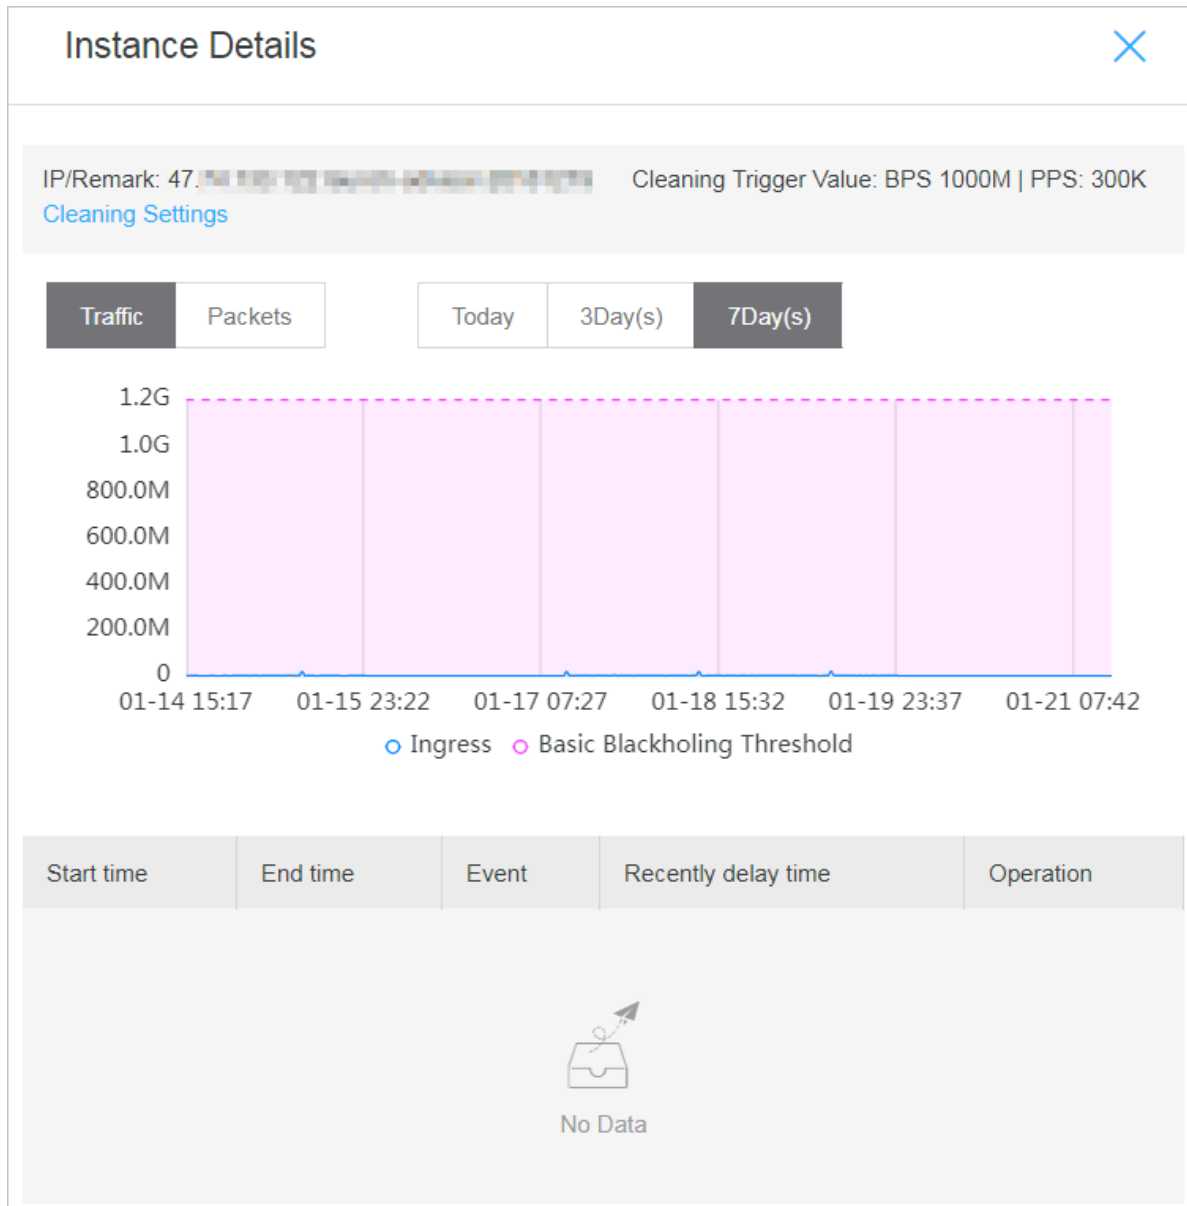 Instance Details
IP/Remark: 47. Cleaning Trigger Value: BPS 1000M | PPS: 300K
Cleaning Settings
Traffic Packets Today 3Day(s) 7Day(s)
1.2G
1.0G
800.0M
600.0M
400.0M
200.0M
0
01-14 15:17 01-15 23:22 01-17 07:27 01-18 15:32 01-19 23:37 01-21 07:42
Ingress Basic Blackholing Threshold
Start time End time Event Recently delay time Operation
No Data